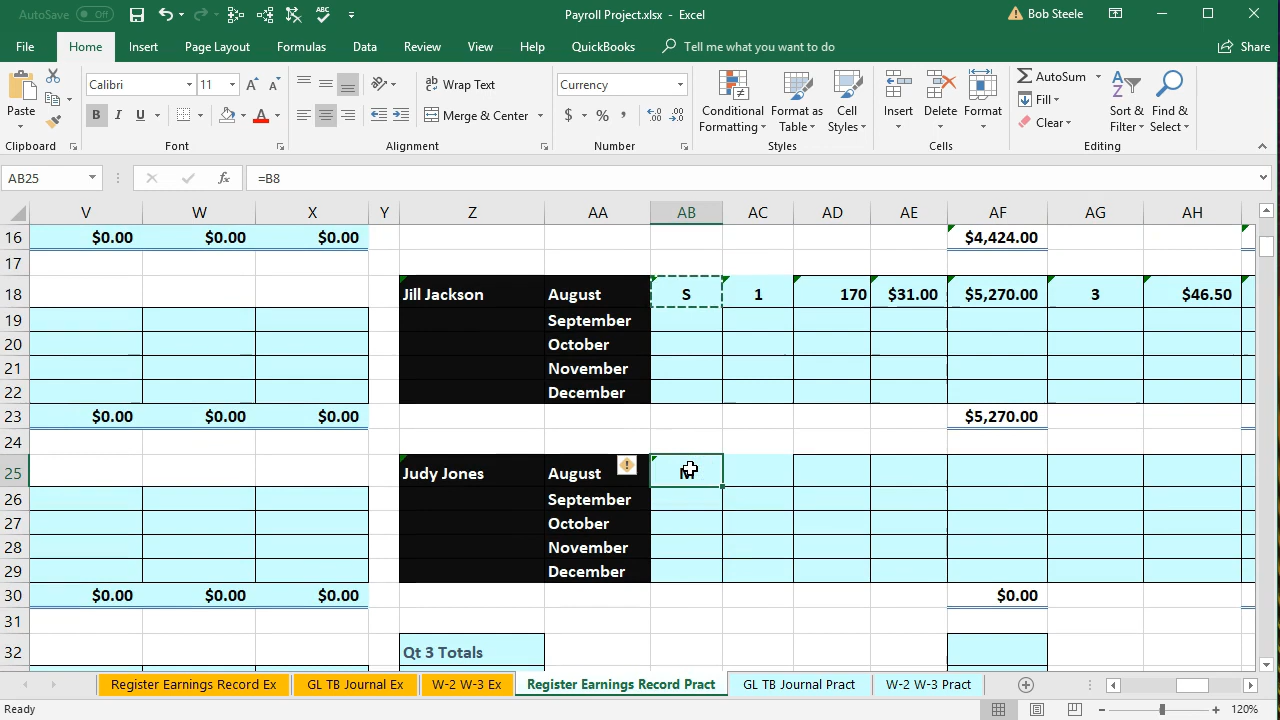 AutoSave Off Payroll Project.xlsx - Excel Bob Steele
File Home Insert Page Layout Formulas Data Review View Help QuickBooks Tell me what you want to do Share
Calibri 11 Wrap Text Currency AutoSum
Paste B I U Merge & Center $ % , Conditional Formatting Format as Table Cell Styles Insert Delete Format Fill Clear Sort & Filter Find & Select
Clipboard Font Alignment Number Styles Cells Editing
AB25 fx =B8
V W X Y Z AA AB AC AD AE AF AG AH
16 $0.00 $0.00 $0.00 $4,424.00
17
18 Jill Jackson August S 1 170 $31.00 $5,270.00 3 $46.50
19 September
20 October
21 November
22 December
23 $0.00 $0.00 $0.00 $5,270.00
24
25 Judy Jones August M
26 September
27 October
28 November
29 December
30 $0.00 $0.00 $0.00 $0.00
31
32 Qt 3 Totals
Register Earnings Record Ex GL TB Journal Ex W-2 W-3 Ex Register Earnings Record Pract GL TB Journal Pract W-2 W-3 Pract
Ready 120%